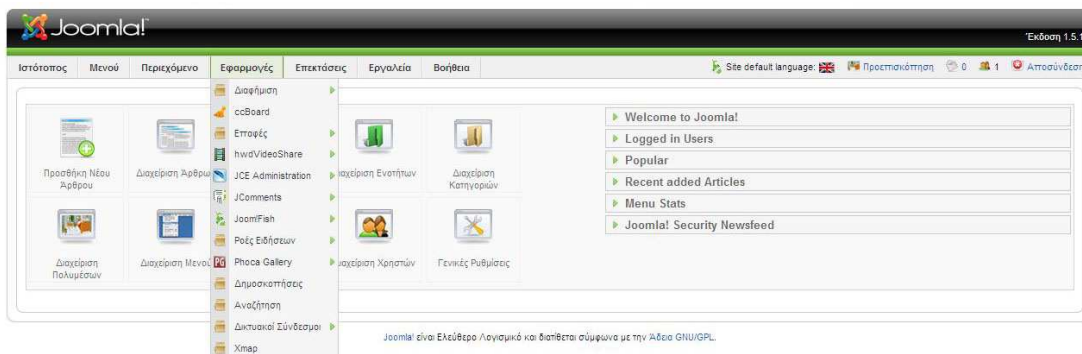 Joomla!
Έκδοση 1.5.1
Ιστότοπος Μενού Περιεχόμενο Εφαρμογές Επεκτάσεις Εργαλεία Βοήθεια Site default language: Προεπισκόπηση 0 1 Αποσύνδεση
Διαφήμιση
ccBoard
Επαφές
hwdVideoShare
JCE Administration
JComments
Joom!Fish
Ροές Ειδήσεων
Phoca Gallery
Δημοσκοπήσεις
Αναζήτηση
Δικτυακοί Σύνδεσμοι
Xmap
Προσθήκη Νέου
Άρθρου
Διαχείριση Άρθρω
ιαχείριση Ενοτήτων
Διαχείριση
Κατηγοριών
Διαχείριση
Πολυμέσων
Διαχείριση Μενού
ιαχείριση Χρηστών
Γενικές Ρυθμίσεις
Welcome to Joomla!
Logged in Users
Popular
Recent added Articles
Menu Stats
Joomla! Security Newsfeed
Joomla! είναι Ελεύθερο Λογισμικό και διατίθεται σύμφωνα με την Άδεια GNU/GPL.